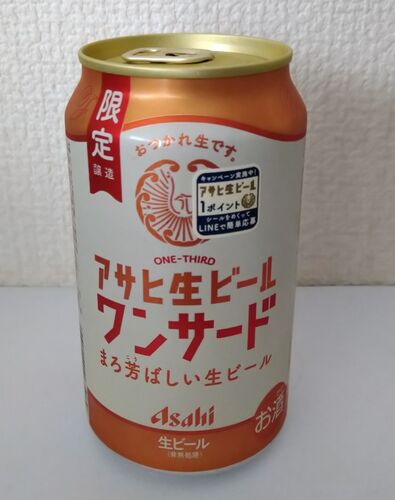 限定
醸造
おつかれ生です。
キャンペーン実施中!
アサヒ生ビール
1ポイント
シールをめくって
LINEで簡単応募
ONE-THIRD
アサヒ生ビール
ワンサード
こう
まろ芳ばしい生ビール
Asahi
お酒
生ビール
(非熱処理)